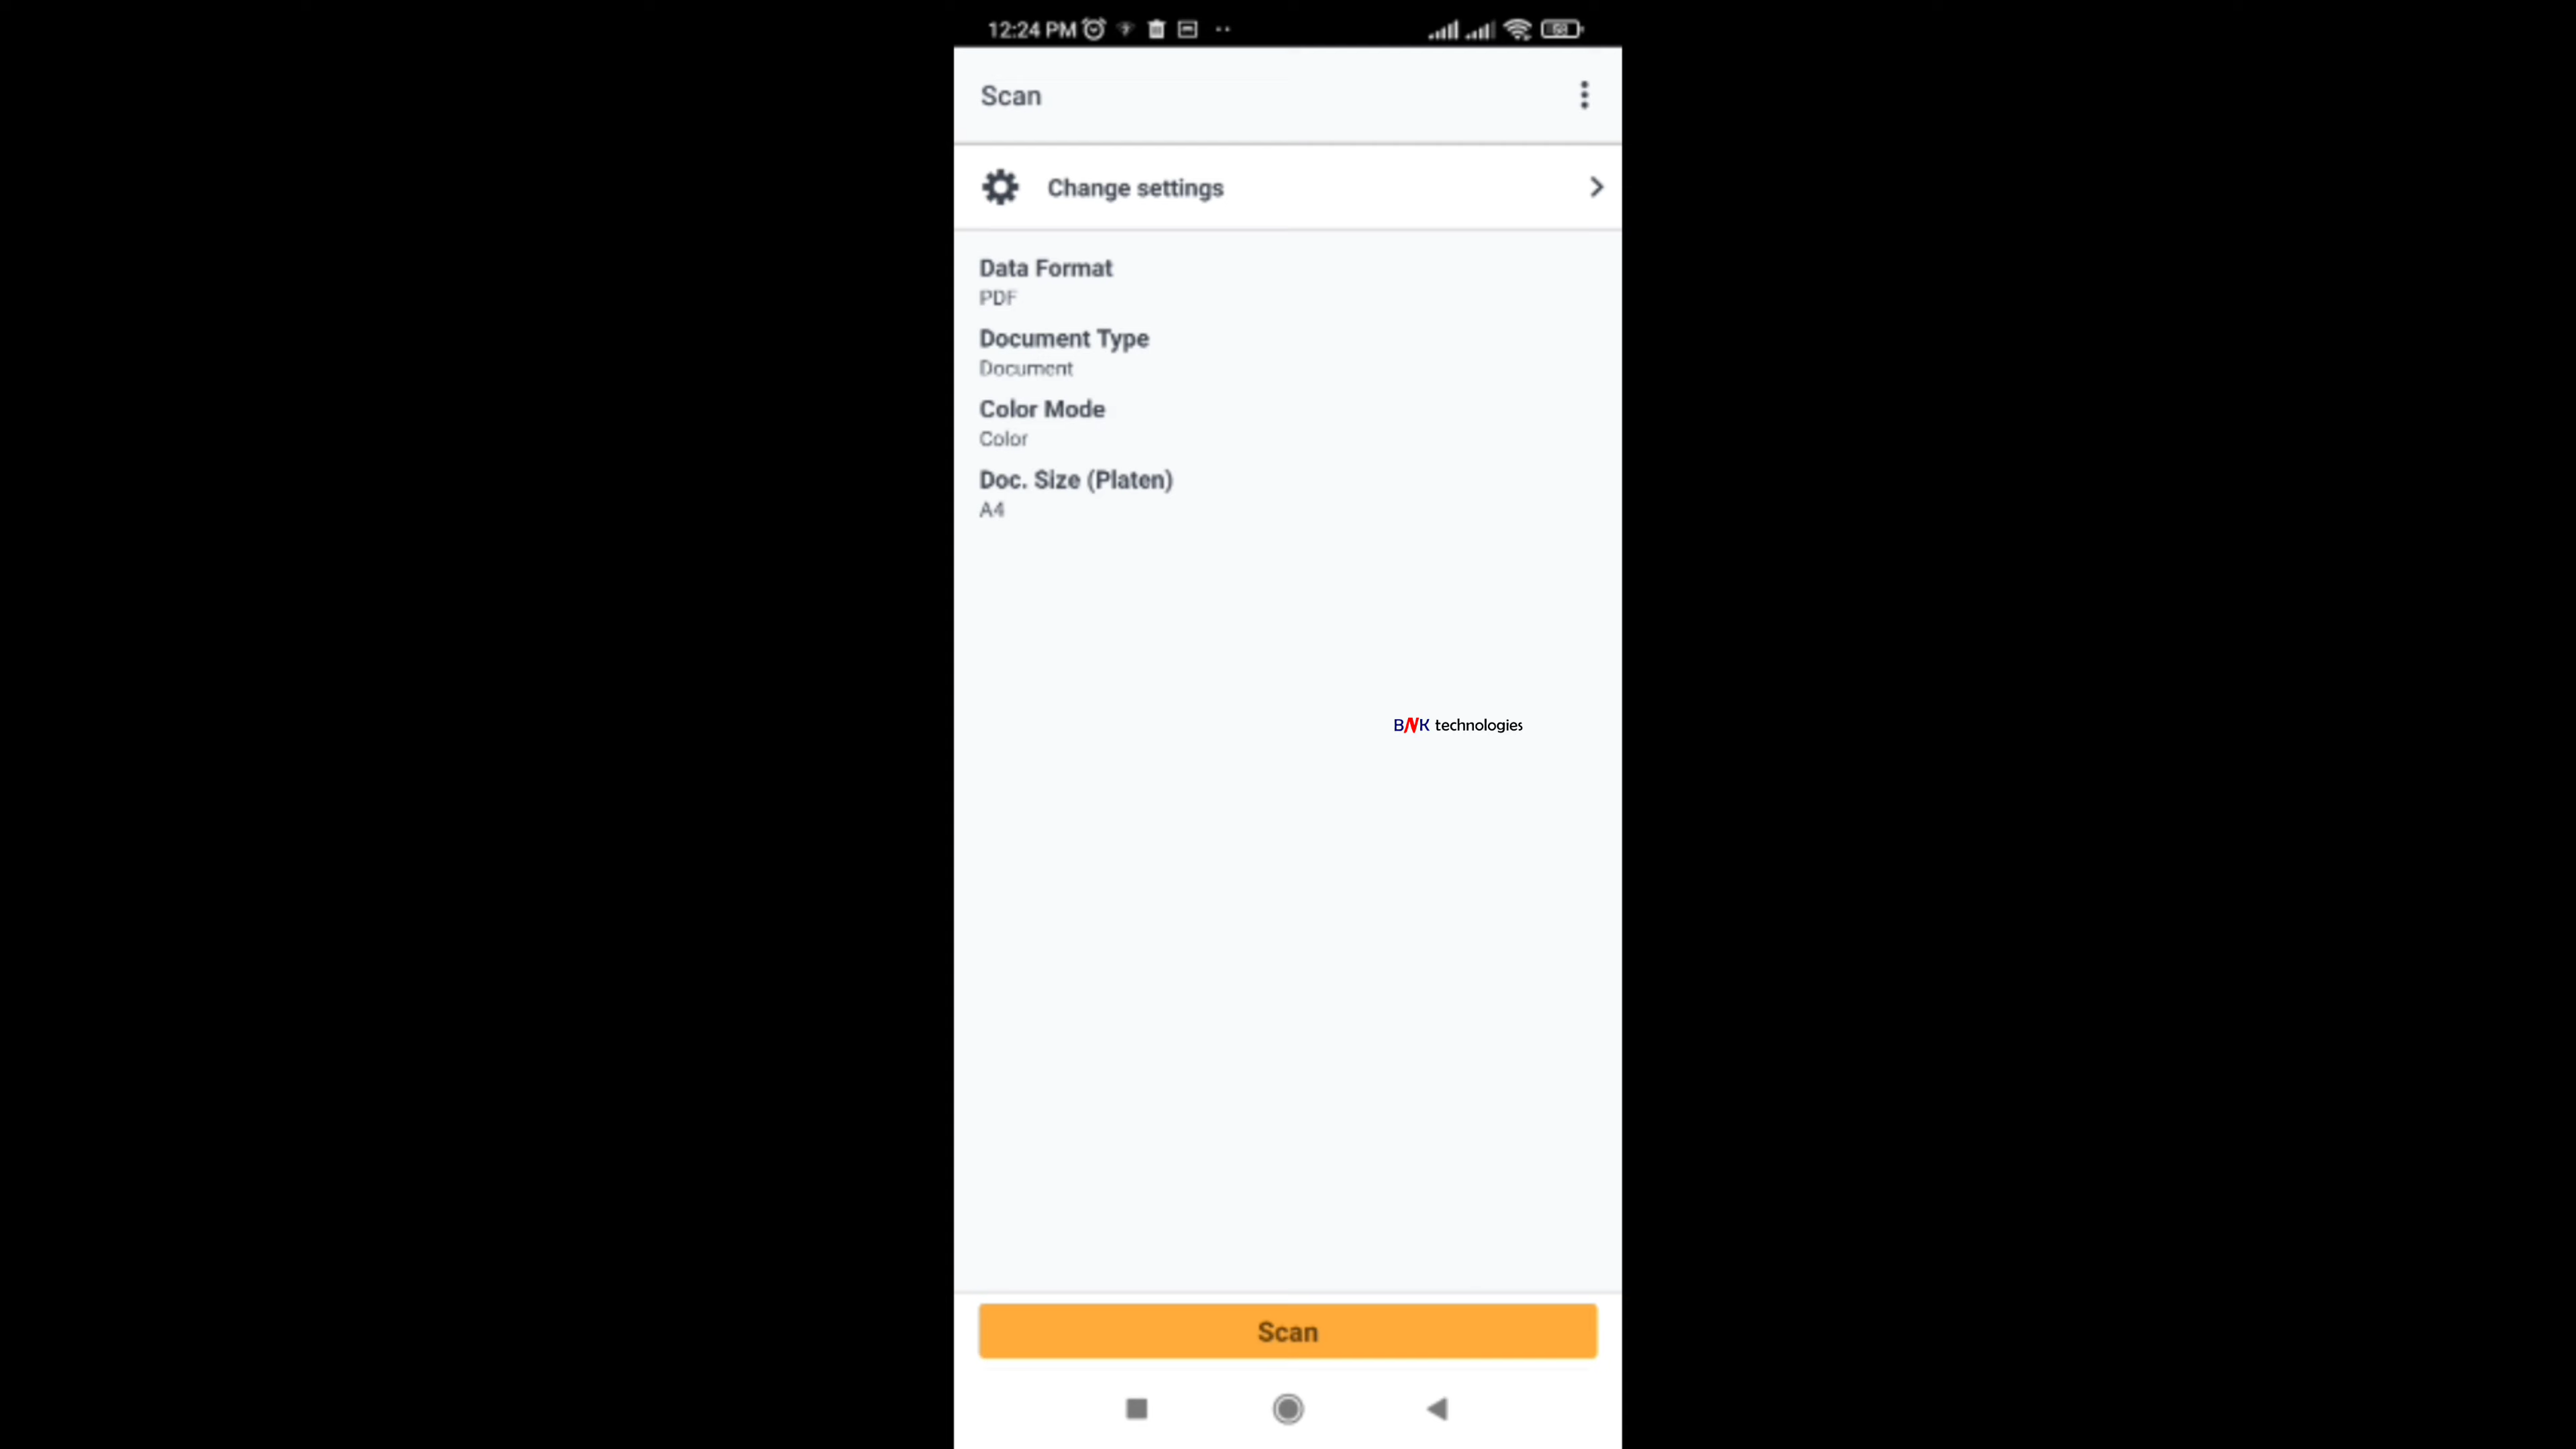 12:24 PM
Scan
Change settings
Data Format
PDF
Document Type
Document
Color Mode
Color
Doc. Size (Platen)
A4
BNK technologies
Scan